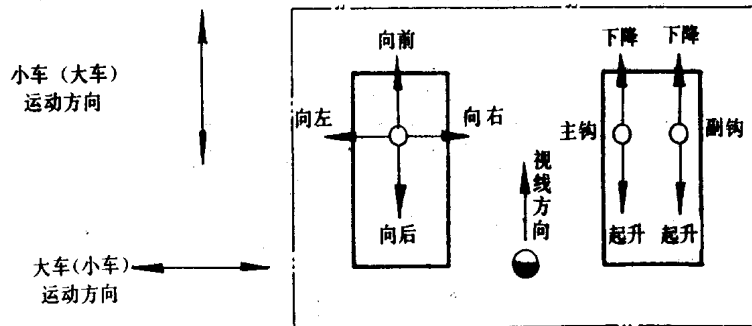 向前
下降 下降
小车（大车）
运动方向
向左 向右
主钩 副钩
视线方向
向后
起升 起升
大车(小车)
运动方向